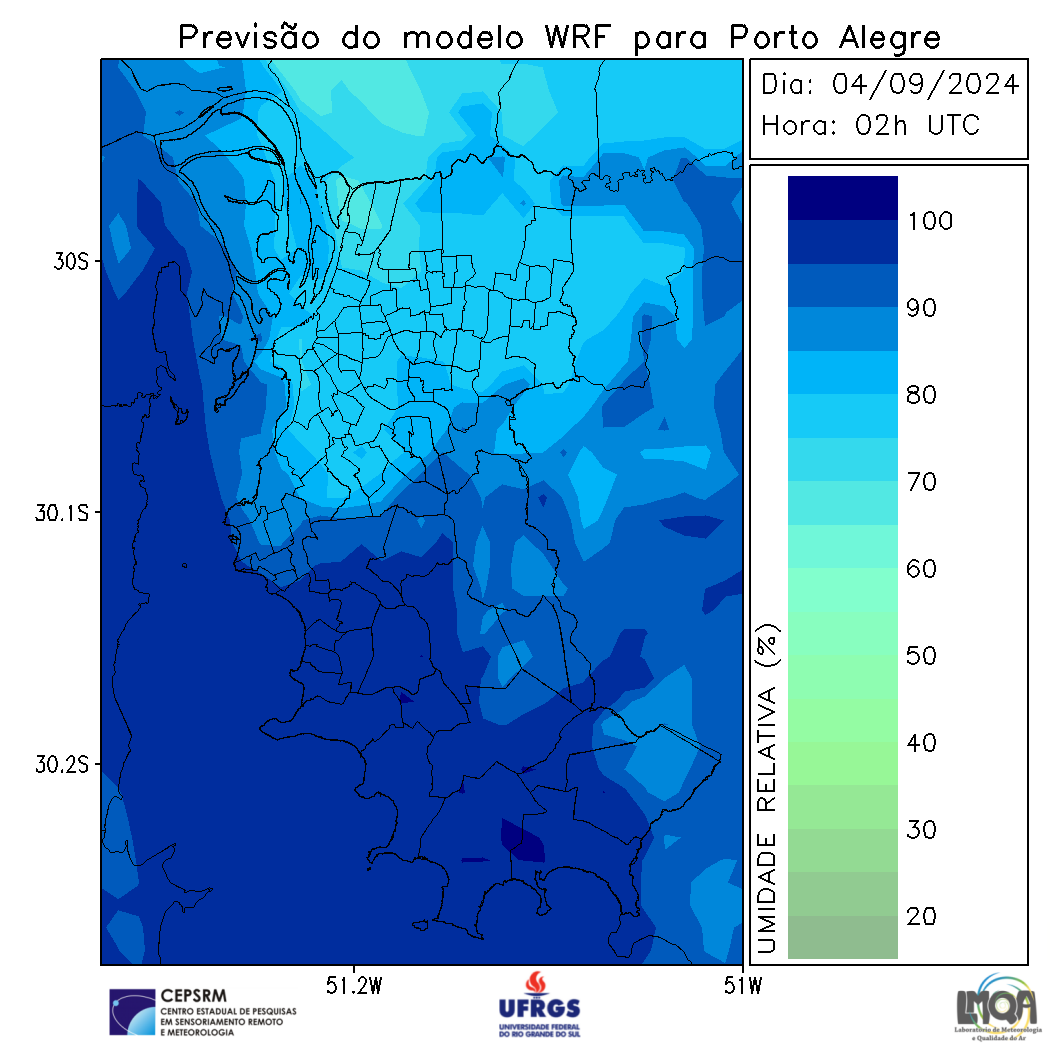 Previsão do modelo WRF para Porto Alegre
Dia: 04/09/2024
Hora: 02h UTC
30S
30.1S
30.2S
51.2W
51W
100
90
80
70
60
50
40
30
20
UMIDADE RELATIVA (%)
CEPSRM
CENTRO ESTADUAL DE PESQUISAS
EM SENSORIAMENTO REMOTO
E METEOROLOGIA
UFRGS
UNIVERSIDADE FEDERAL
DO RIO GRANDE DO SUL
LMQA
Laboratório de Meteorologia
e Qualidade do Ar